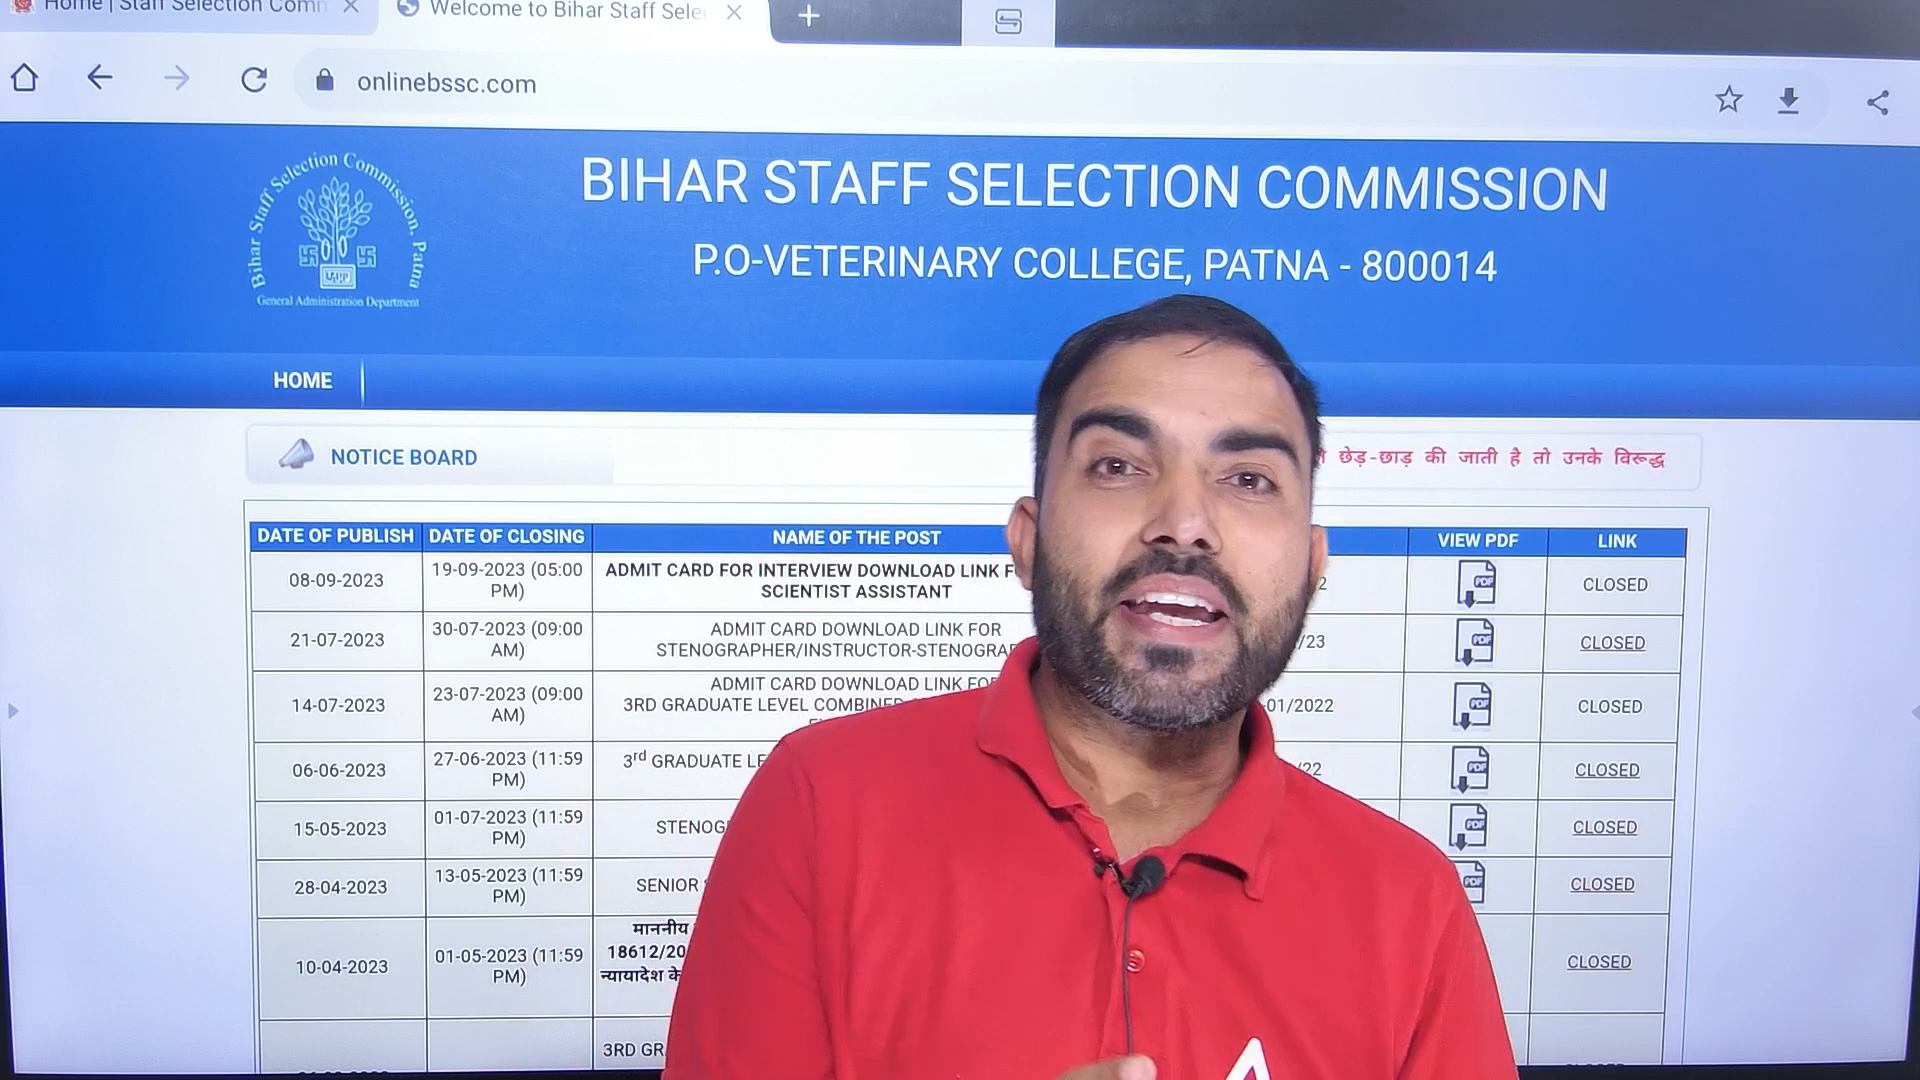 Home | Staff Selection Comm
Welcome to Bihar Staff Sele
onlinebssc.com
Bihar Staff Selection Commission, Patna
General Administration Department
BIHAR STAFF SELECTION COMMISSION
P.O-VETERINARY COLLEGE, PATNA - 800014
HOME
NOTICE BOARD
छेड़-छाड़ की जाती है तो उनके विरूद्ध
DATE OF PUBLISH DATE OF CLOSING NAME OF THE POST VIEW PDF LINK
08-09-2023 19-09-2023 (05:00 PM) ADMIT CARD FOR INTERVIEW DOWNLOAD LINK
SCIENTIST ASSISTANT 2 PDF CLOSED
21-07-2023 30-07-2023 (09:00 AM) ADMIT CARD DOWNLOAD LINK FOR
STENOGRAPHER/INSTRUCTOR-STENOGRA /23 PDF CLOSED
14-07-2023 23-07-2023 (09:00 AM) ADMIT CARD DOWNLOAD LINK FO
3RD GRADUATE LEVEL COMBINE -01/2022 PDF CLOSED
06-06-2023 27-06-2023 (11:59 PM) 3rd GRADUATE LE /22 PDF CLOSED
15-05-2023 01-07-2023 (11:59 PM) STENOG PDF CLOSED
28-04-2023 13-05-2023 (11:59 PM) SENIOR PDF CLOSED
10-04-2023 01-05-2023 (11:59 PM) माननीय
18612/20
न्यायादेश के CLOSED
3RD GR